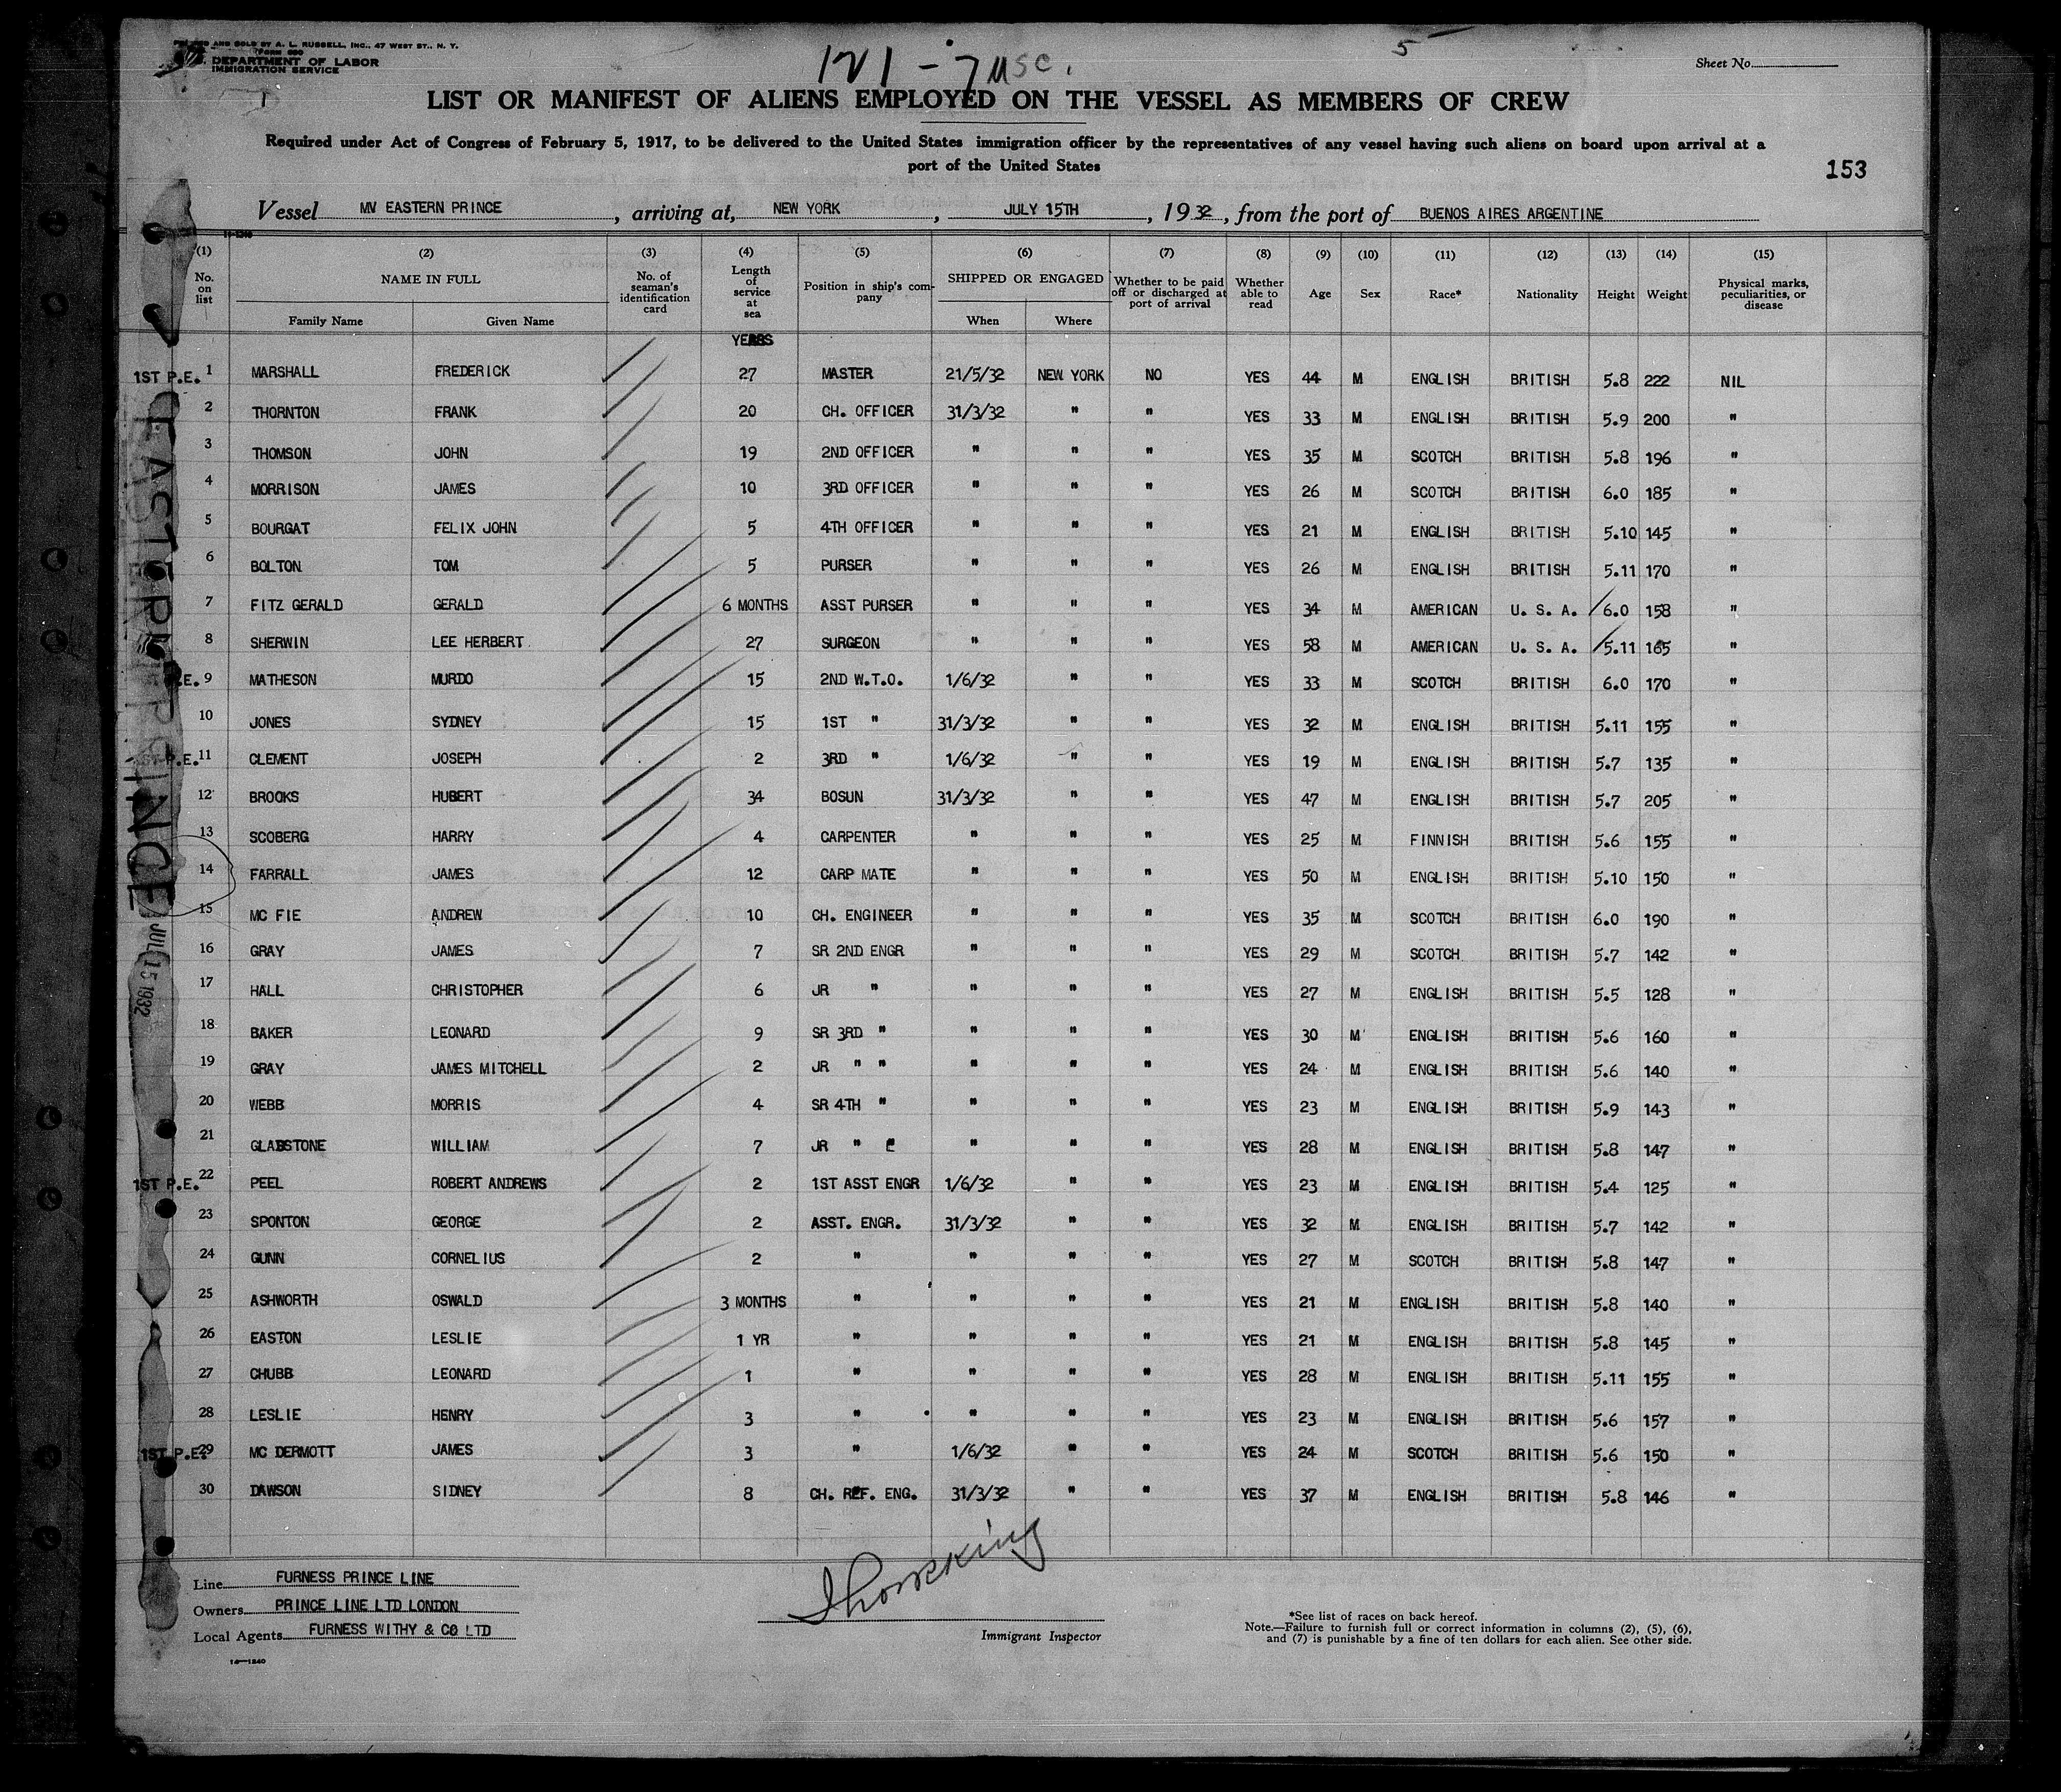 AND SOLD BY A. L. RUSSELL, INC., 47 WEST ST., N. Y.
FORM 680
DEPARTMENT OF LABOR
IMMIGRATION SERVICE
121 - 7 USC.
5
Sheet No.
LIST OR MANIFEST OF ALIENS EMPLOYED ON THE VESSEL AS MEMBERS OF CREW
Required under Act of Congress of February 5, 1917, to be delivered to the United States immigration officer by the representatives of any vessel having such aliens on board upon arrival at a
port of the United States
153
Vessel MV EASTERN PRINCE, arriving at, NEW YORK, JULY 15TH, 1932, from the port of BUENOS AIRES ARGENTINE
(1) (2) (3) (4) (5) (6) (7) (8) (9) (10) (11) (12) (13) (14) (15)
No. on list NAME IN FULL Family Name Given Name No. of seaman's identification card Length of service at sea Position in ship's company SHIPPED OR ENGAGED When Where Whether to be paid off or discharged at port of arrival Whether able to read Age Sex Race* Nationality Height Weight Physical marks, peculiarities, or disease
YEARS
1ST P.E. 1 MARSHALL FREDERICK 27 MASTER 21/5/32 NEW YORK NO YES 44 M ENGLISH BRITISH 5.8 222 NIL
2 THORNTON FRANK 20 CH. OFFICER 31/3/32 " " YES 33 M ENGLISH BRITISH 5.9 200 "
3 THOMSON JOHN 19 2ND OFFICER " " " YES 35 M SCOTCH BRITISH 5.8 196 "
4 MORRISON JAMES 10 3RD OFFICER " " " YES 26 M SCOTCH BRITISH 6.0 185 "
5 BOURGAT FELIX JOHN 5 4TH OFFICER " " " YES 21 M ENGLISH BRITISH 5.10 145 "
6 BOLTON TOM 5 PURSER " " " YES 26 M ENGLISH BRITISH 5.11 170 "
7 FITZ GERALD GERALD 6 MONTHS ASST PURSER " " " YES 34 M AMERICAN U. S. A. 6.0 158 "
8 SHERWIN LEE HERBERT 27 SURGEON " " " YES 58 M AMERICAN U. S. A. 5.11 165 "
P.E. 9 MATHESON MURDO 15 2ND W.T.O. 1/6/32 " " YES 33 M SCOTCH BRITISH 6.0 170 "
10 JONES SYDNEY 15 1ST " 31/3/32 " " YES 32 M ENGLISH BRITISH 5.11 155 "
1ST P.E. 11 CLEMENT JOSEPH 2 3RD " 1/6/32 " " YES 19 M ENGLISH BRITISH 5.7 135 "
12 BROOKS HUBERT 34 BOSUN 31/3/32 " " YES 47 M ENGLISH BRITISH 5.7 205 "
13 SCOBERG HARRY 4 CARPENTER " " " YES 25 M FINNISH BRITISH 5.6 155 "
14 FARRALL JAMES 12 CARP MATE " " " YES 50 M ENGLISH BRITISH 5.10 150 "
15 MC FIE ANDREW 10 CH. ENGINEER " " " YES 35 M SCOTCH BRITISH 6.0 190 "
16 GRAY JAMES 7 SR 2ND ENGR " " " YES 29 M SCOTCH BRITISH 5.7 142 "
17 HALL CHRISTOPHER 6 JR " " " " YES 27 M ENGLISH BRITISH 5.5 128 "
18 BAKER LEONARD 9 SR 3RD " " " " YES 30 M ENGLISH BRITISH 5.6 160 "
19 GRAY JAMES MITCHELL 2 JR " " " " " YES 24 M ENGLISH BRITISH 5.6 140 "
20 WEBB MORRIS 4 SR 4TH " " " " YES 23 M ENGLISH BRITISH 5.9 143 "
21 GLADSTONE WILLIAM 7 JR " " " " " YES 28 M ENGLISH BRITISH 5.8 147 "
1ST P.E. 22 PEEL ROBERT ANDREWS 2 1ST ASST ENGR 1/6/32 " " YES 23 M ENGLISH BRITISH 5.4 125 "
23 SPONTON GEORGE 2 ASST. ENGR. 31/3/32 " " YES 32 M ENGLISH BRITISH 5.7 142 "
24 GUNN CORNELIUS 2 " " " " YES 27 M SCOTCH BRITISH 5.8 147 "
25 ASHWORTH OSWALD 3 MONTHS " " " " YES 21 M ENGLISH BRITISH 5.8 140 "
26 EASTON LESLIE 1 YR " " " " YES 21 M ENGLISH BRITISH 5.8 145 "
27 CHUBB LEONARD 1 " " " " YES 28 M ENGLISH BRITISH 5.11 155 "
28 LESLIE HENRY 3 " " " " YES 23 M ENGLISH BRITISH 5.6 157 "
1ST P.E. 29 MC DERMOTT JAMES 3 " 1/6/32 " " YES 24 M SCOTCH BRITISH 5.6 150 "
30 DAWSON SIDNEY 8 CH. REF. ENG. 31/3/32 " " YES 37 M ENGLISH BRITISH 5.8 146 "
EASTERN PRINCE JUL 15 1932
Line FURNESS PRINCE LINE
Owners PRINCE LINE LTD LONDON
Local Agents FURNESS WITHY & CO LTD
14—1240
Immigrant Inspector
*See list of races on back hereof.
Note.—Failure to furnish full or correct information in columns (2), (5), (6),
and (7) is punishable by a fine of ten dollars for each alien. See other side.